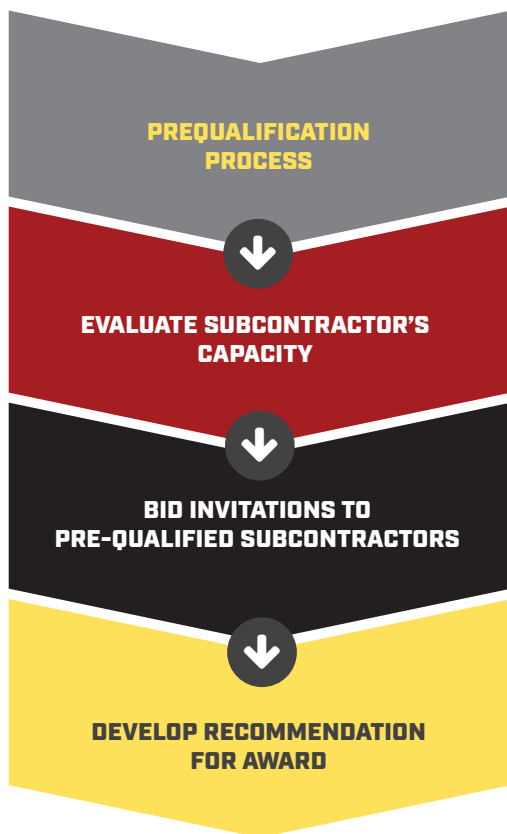 PREQUALIFICATION
PROCESS
EVALUATE SUBCONTRACTOR’S
CAPACITY
BID INVITATIONS TO
PRE-QUALIFIED SUBCONTRACTORS
DEVELOP RECOMMENDATION
FOR AWARD